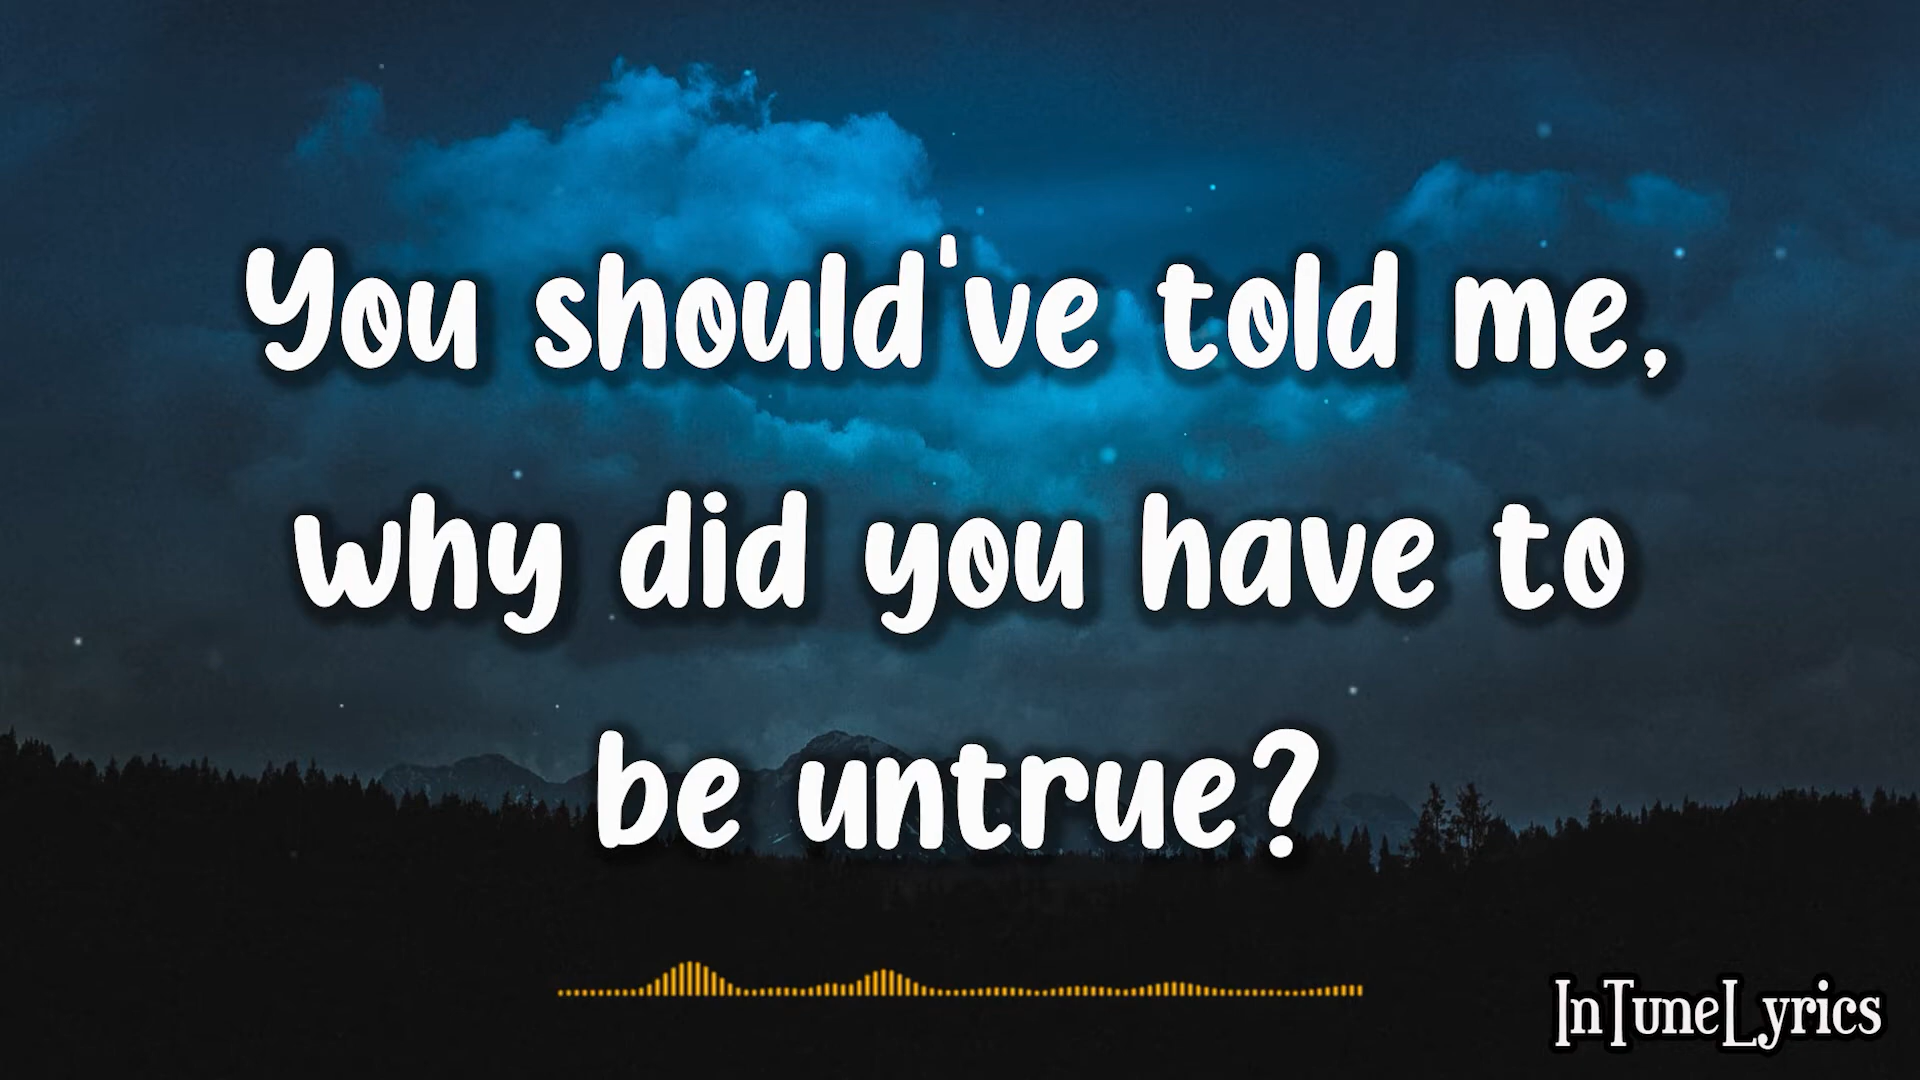 You should've told me,
why did you have to
be untrue?
InTuneLyrics